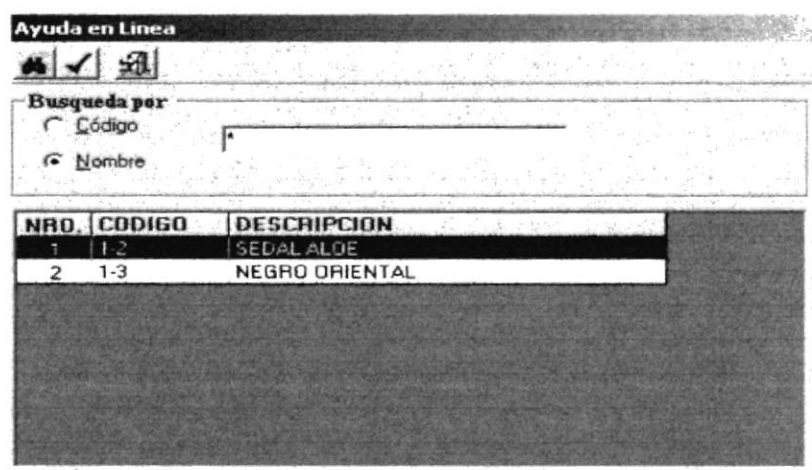 Ayuda en Linea
Busqueda por
Código
*
Nombre
NRO. CODIGO DESCRIPCION
1 1-2 SEDAL ALOE
2 1-3 NEGRO ORIENTAL